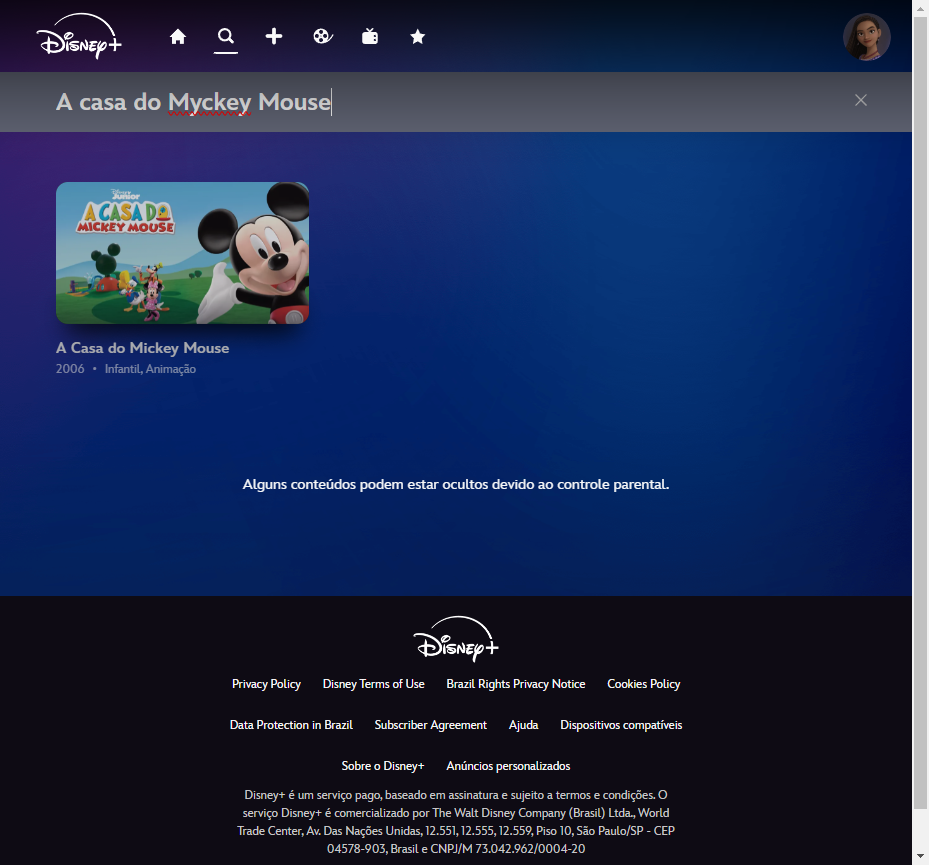 Disney+
A casa do Myckey Mouse
Disney Junior
A CASA DO
MICKEY MOUSE
A Casa do Mickey Mouse
2006 • Infantil, Animação
Alguns conteúdos podem estar ocultos devido ao controle parental.
Disney+
Privacy Policy Disney Terms of Use Brazil Rights Privacy Notice Cookies Policy
Data Protection in Brazil Subscriber Agreement Ajuda Dispositivos compatíveis
Sobre o Disney+ Anúncios personalizados
Disney+ é um serviço pago, baseado em assinatura e sujeito a termos e condições. O
serviço Disney+ é comercializado por The Walt Disney Company (Brasil) Ltda., World
Trade Center, Av. Das Nações Unidas, 12.551, 12.555, 12.559, Piso 10, São Paulo/SP - CEP
04578-903, Brasil e CNPJ/M 73.042.962/0004-20